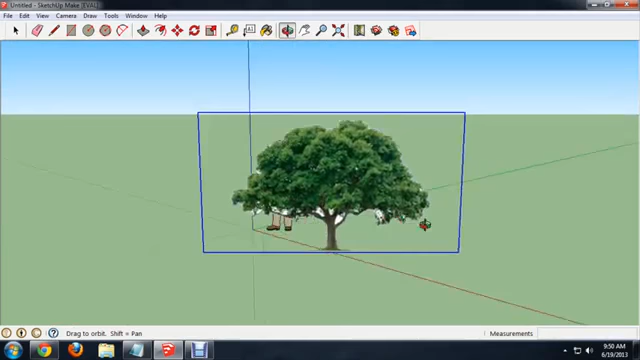 Untitled - SketchUp Make (EVAL)
File Edit View Camera Draw Tools Window Help
A1
Drag to orbit. Shift = Pan
Measurements
9:50 AM
6/19/2013